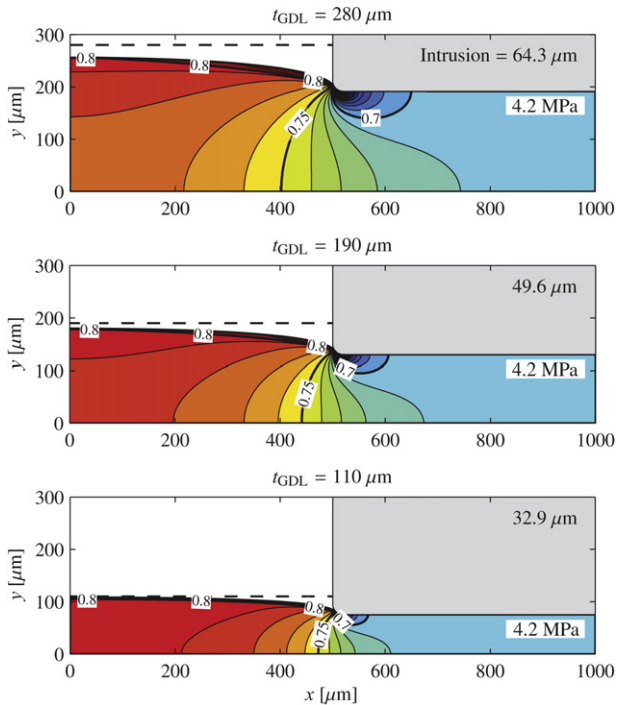 t_GDL = 280 μm
300
0.8
0.8
0.8
Intrusion = 64.3 μm
200
4.2 MPa
y [μm]
0.75
0.7
100
0
0 200 400 600 800 1000
t_GDL = 190 μm
300
49.6 μm
y [μm]
200
0.8
0.8
0.8
0.7
4.2 MPa
100
0.75
0
0 200 400 600 800 1000
t_GDL = 110 μm
300
32.9 μm
y [μm]
200
100
0.8
0.8
0.8
0.7
0.75
4.2 MPa
0
0 200 400 600 800 1000
x [μm]